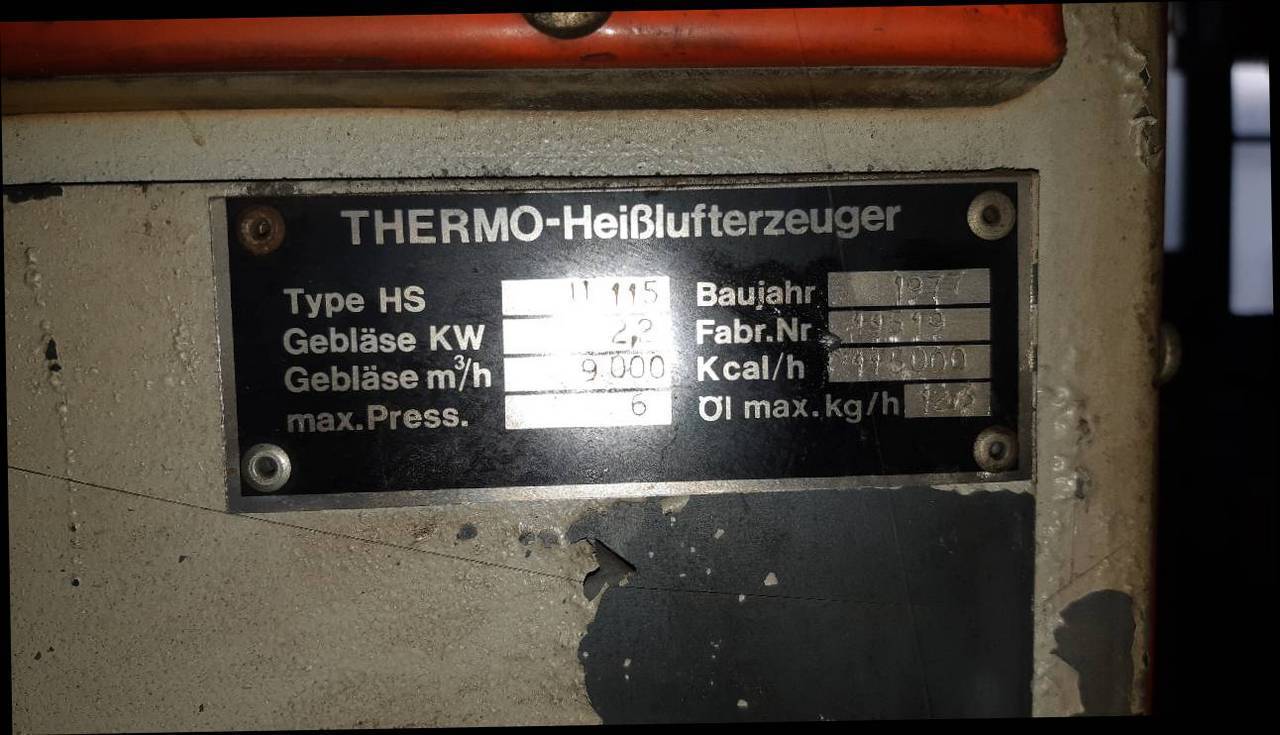 THERMO-Heißlufterzeuger
Type HS U 115 Baujahr 1977
Gebläse KW 2,2 Fabr.Nr
Gebläse m³/h 9.000 Kcal/h 115000
max.Press. 6 Öl max.kg/h